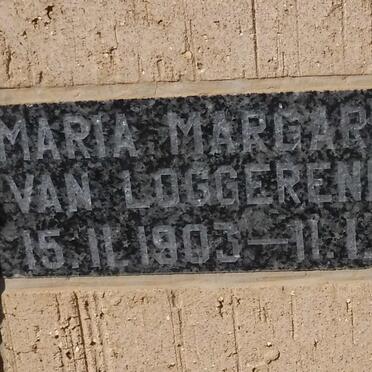 MARIA MARGAR
VAN LOGGEREN
15.11.1903 — 11.1